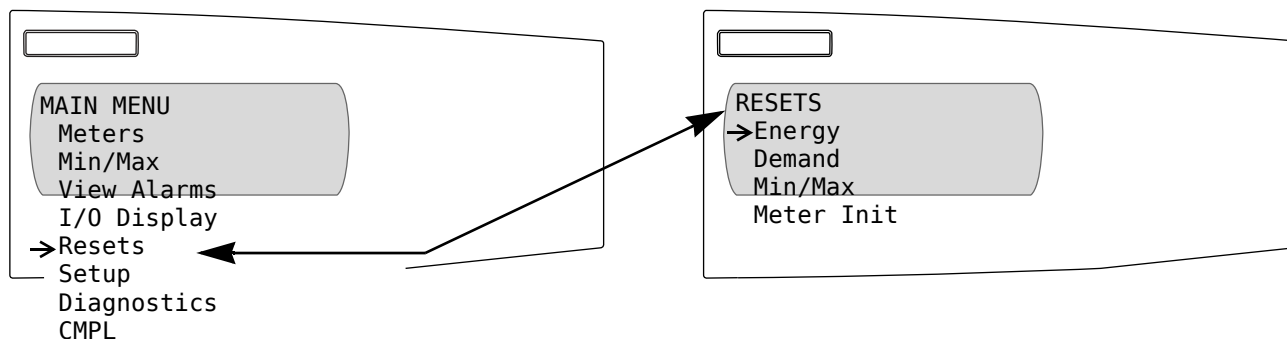 MAIN MENU
Meters
Min/Max
View Alarms
I/O Display
Resets
Setup
Diagnostics
CMPL
RESETS
Energy
Demand
Min/Max
Meter Init